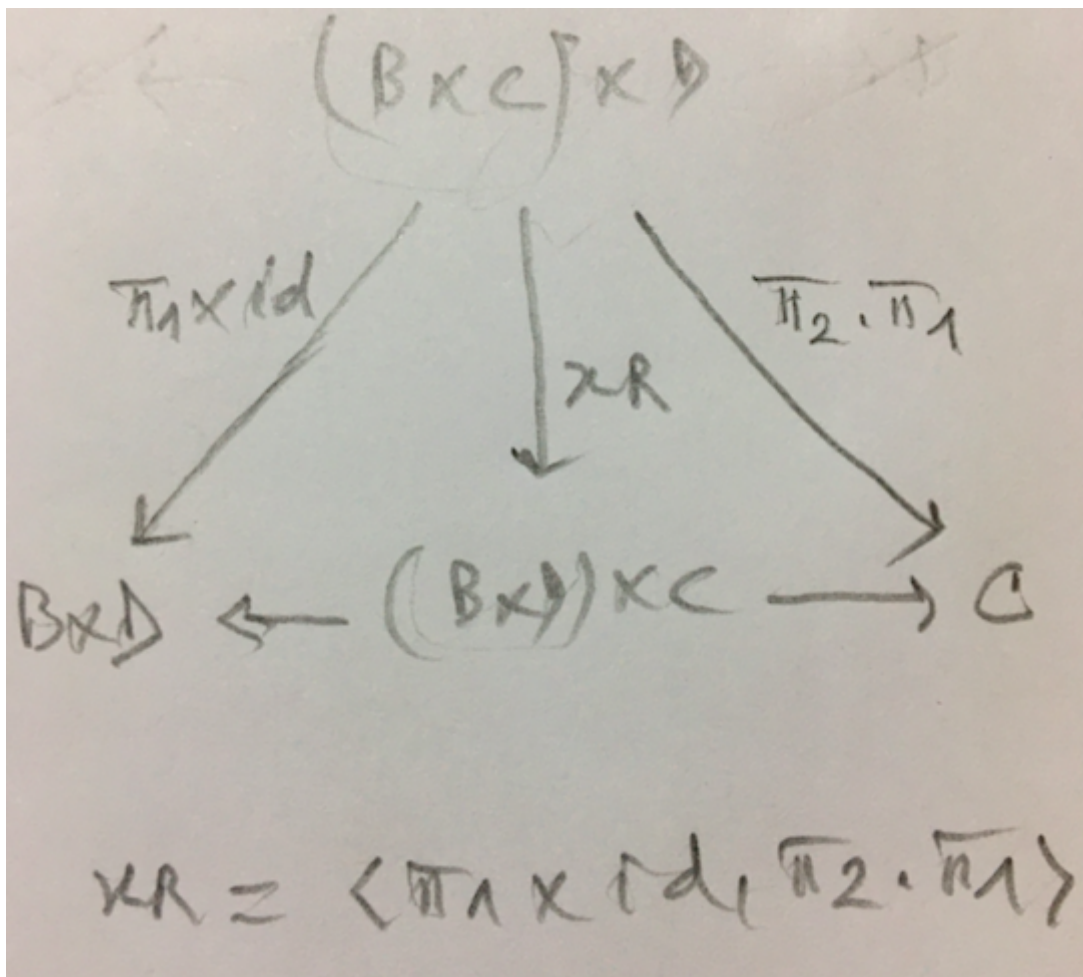 (B×C)×D
π₁×id
π₂.π₁
xR
B×D ← (B×D)×C → C
xR = <π₁×id, π₂.π₁>